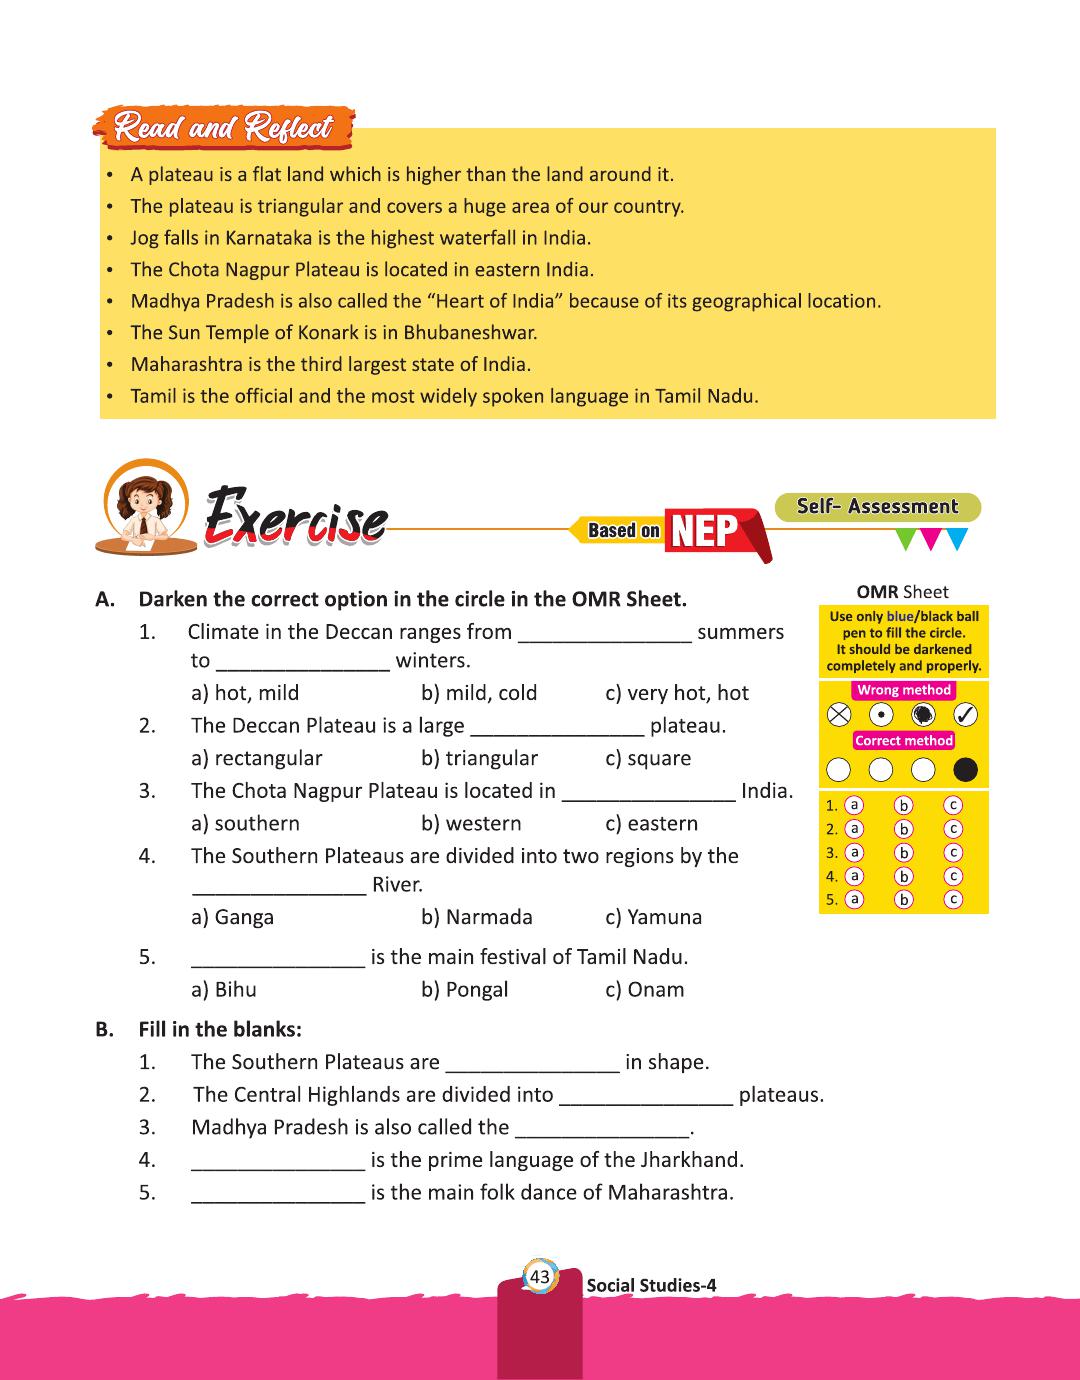 Read and Reflect
• A plateau is a flat land which is higher than the land around it.
• The plateau is triangular and covers a huge area of our country.
• Jog falls in Karnataka is the highest waterfall in India.
• The Chota Nagpur Plateau is located in eastern India.
• Madhya Pradesh is also called the “Heart of India” because of its geographical location.
• The Sun Temple of Konark is in Bhubaneshwar.
• Maharashtra is the third largest state of India.
• Tamil is the official and the most widely spoken language in Tamil Nadu.
Exercise
Based on NEP
Self- Assessment
A. Darken the correct option in the circle in the OMR Sheet.
1. Climate in the Deccan ranges from ________________ summers
to ________________ winters.
a) hot, mild b) mild, cold c) very hot, hot
2. The Deccan Plateau is a large ________________ plateau.
a) rectangular b) triangular c) square
3. The Chota Nagpur Plateau is located in ________________ India.
a) southern b) western c) eastern
4. The Southern Plateaus are divided into two regions by the
________________ River.
a) Ganga b) Narmada c) Yamuna
5. ________________ is the main festival of Tamil Nadu.
a) Bihu b) Pongal c) Onam
OMR Sheet
Use only blue/black ball
pen to fill the circle.
It should be darkened
completely and properly.
Wrong method
Correct method
1. a b c
2. a b c
3. a b c
4. a b c
5. a b c
B. Fill in the blanks:
1. The Southern Plateaus are ________________ in shape.
2. The Central Highlands are divided into ________________ plateaus.
3. Madhya Pradesh is also called the ________________.
4. ________________ is the prime language of the Jharkhand.
5. ________________ is the main folk dance of Maharashtra.
43
Social Studies-4